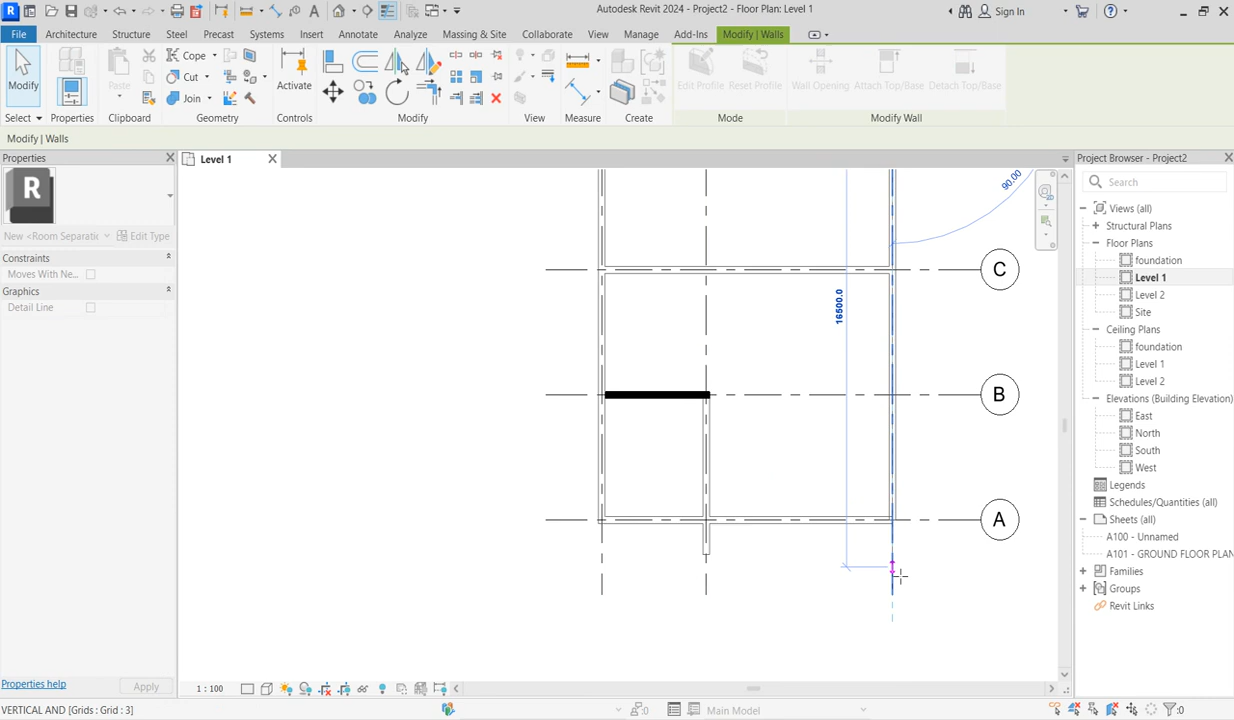 Autodesk Revit 2024 - Project2 - Floor Plan: Level 1
Sign In
File Architecture Structure Steel Precast Systems Insert Annotate Analyze Massing & Site Collaborate View Manage Add-Ins Modify | Walls
Modify
Paste
Cope
Cut
Join
Activate
Edit Profile Reset Profile
Wall Opening Attach Top/Base Detach Top/Base
Select Properties Clipboard Geometry Controls Modify View Measure Create Mode Modify Wall
Modify | Walls
Properties
R
New <Room Separatic
Edit Type
Constraints
Moves With Ne...
Graphics
Detail Line
Properties help
Apply
Level 1
90.00
16500.0
C
B
A
1 : 100
Project Browser - Project2
Search
Views (all)
Structural Plans
Floor Plans
foundation
Level 1
Level 2
Site
Ceiling Plans
foundation
Level 1
Level 2
Elevations (Building Elevation)
East
North
South
West
Legends
Schedules/Quantities (all)
Sheets (all)
A100 - Unnamed
A101 - GROUND FLOOR PLAN
Families
Groups
Revit Links
VERTICAL AND [Grids : Grid : 3]
:0
Main Model
:0